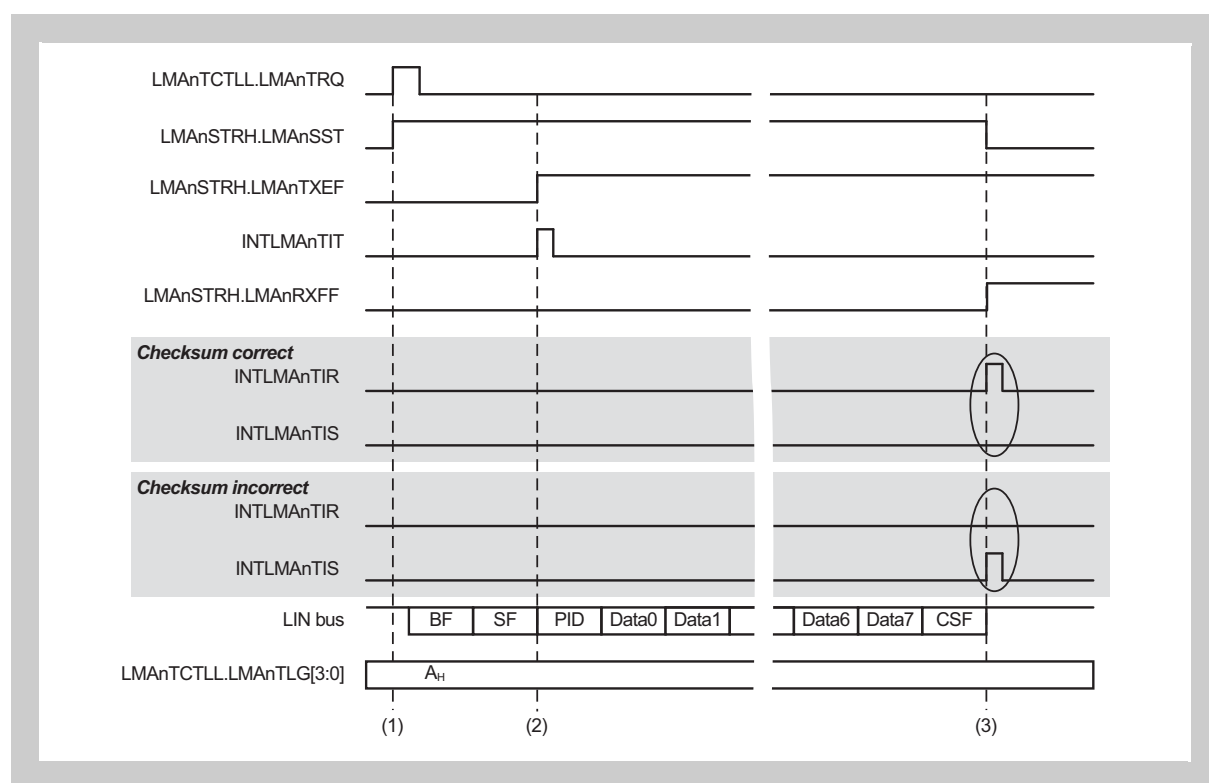 LMAnTCTLL.LMAnTRQ
LMAnSTRH.LMAnSST
LMAnSTRH.LMAnTXEF
INTLMAnTIT
LMAnSTRH.LMAnRXFF
Checksum correct
INTLMAnTIR
INTLMAnTIS
Checksum incorrect
INTLMAnTIR
INTLMAnTIS
LIN bus BF SF PID Data0 Data1 Data6 Data7 CSF
LMAnTCTLL.LMAnTLG[3:0] AH
(1) (2) (3)